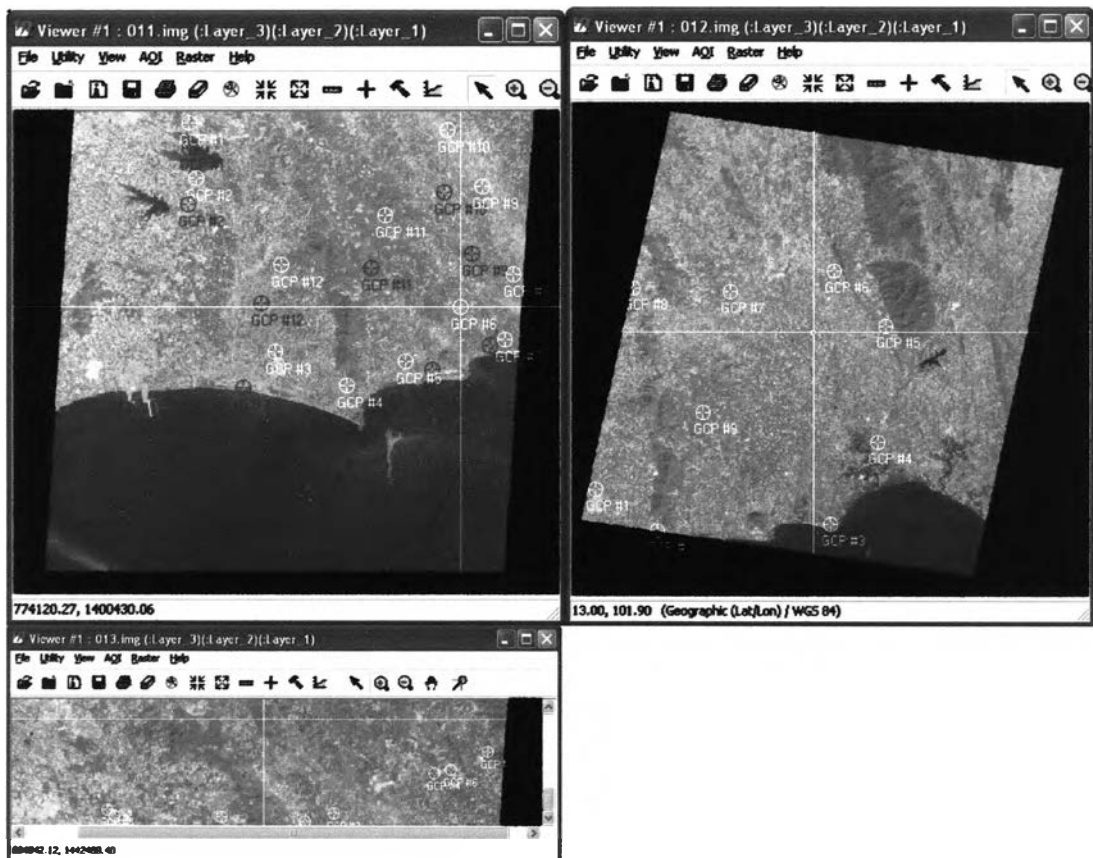 Viewer #1 : 011.img (:Layer_3)(:Layer_2)(:Layer_1)
File Utility View AOI Raster Help
GCP #1
GCP #10
GCP #2
GCP #9
GCP #2
GCP #11
GCP #12
GCP #11
GCP #12
GCP #6
GCP #3
GCP #5
GCP #4
774120.27, 1400430.06
Viewer #1 : 012.img (:Layer_3)(:Layer_2)(:Layer_1)
File Utility View AOI Raster Help
GCP #6
GCP #8
GCP #7
GCP #5
GCP #9
GCP #4
GCP #1
GCP #3
13.00, 101.90 (Geographic (Lat/Lon) / WGS 84)
Viewer #1 : 013.img (:Layer_3)(:Layer_2)(:Layer_1)
File Utility View AOI Raster Help
GCP #6